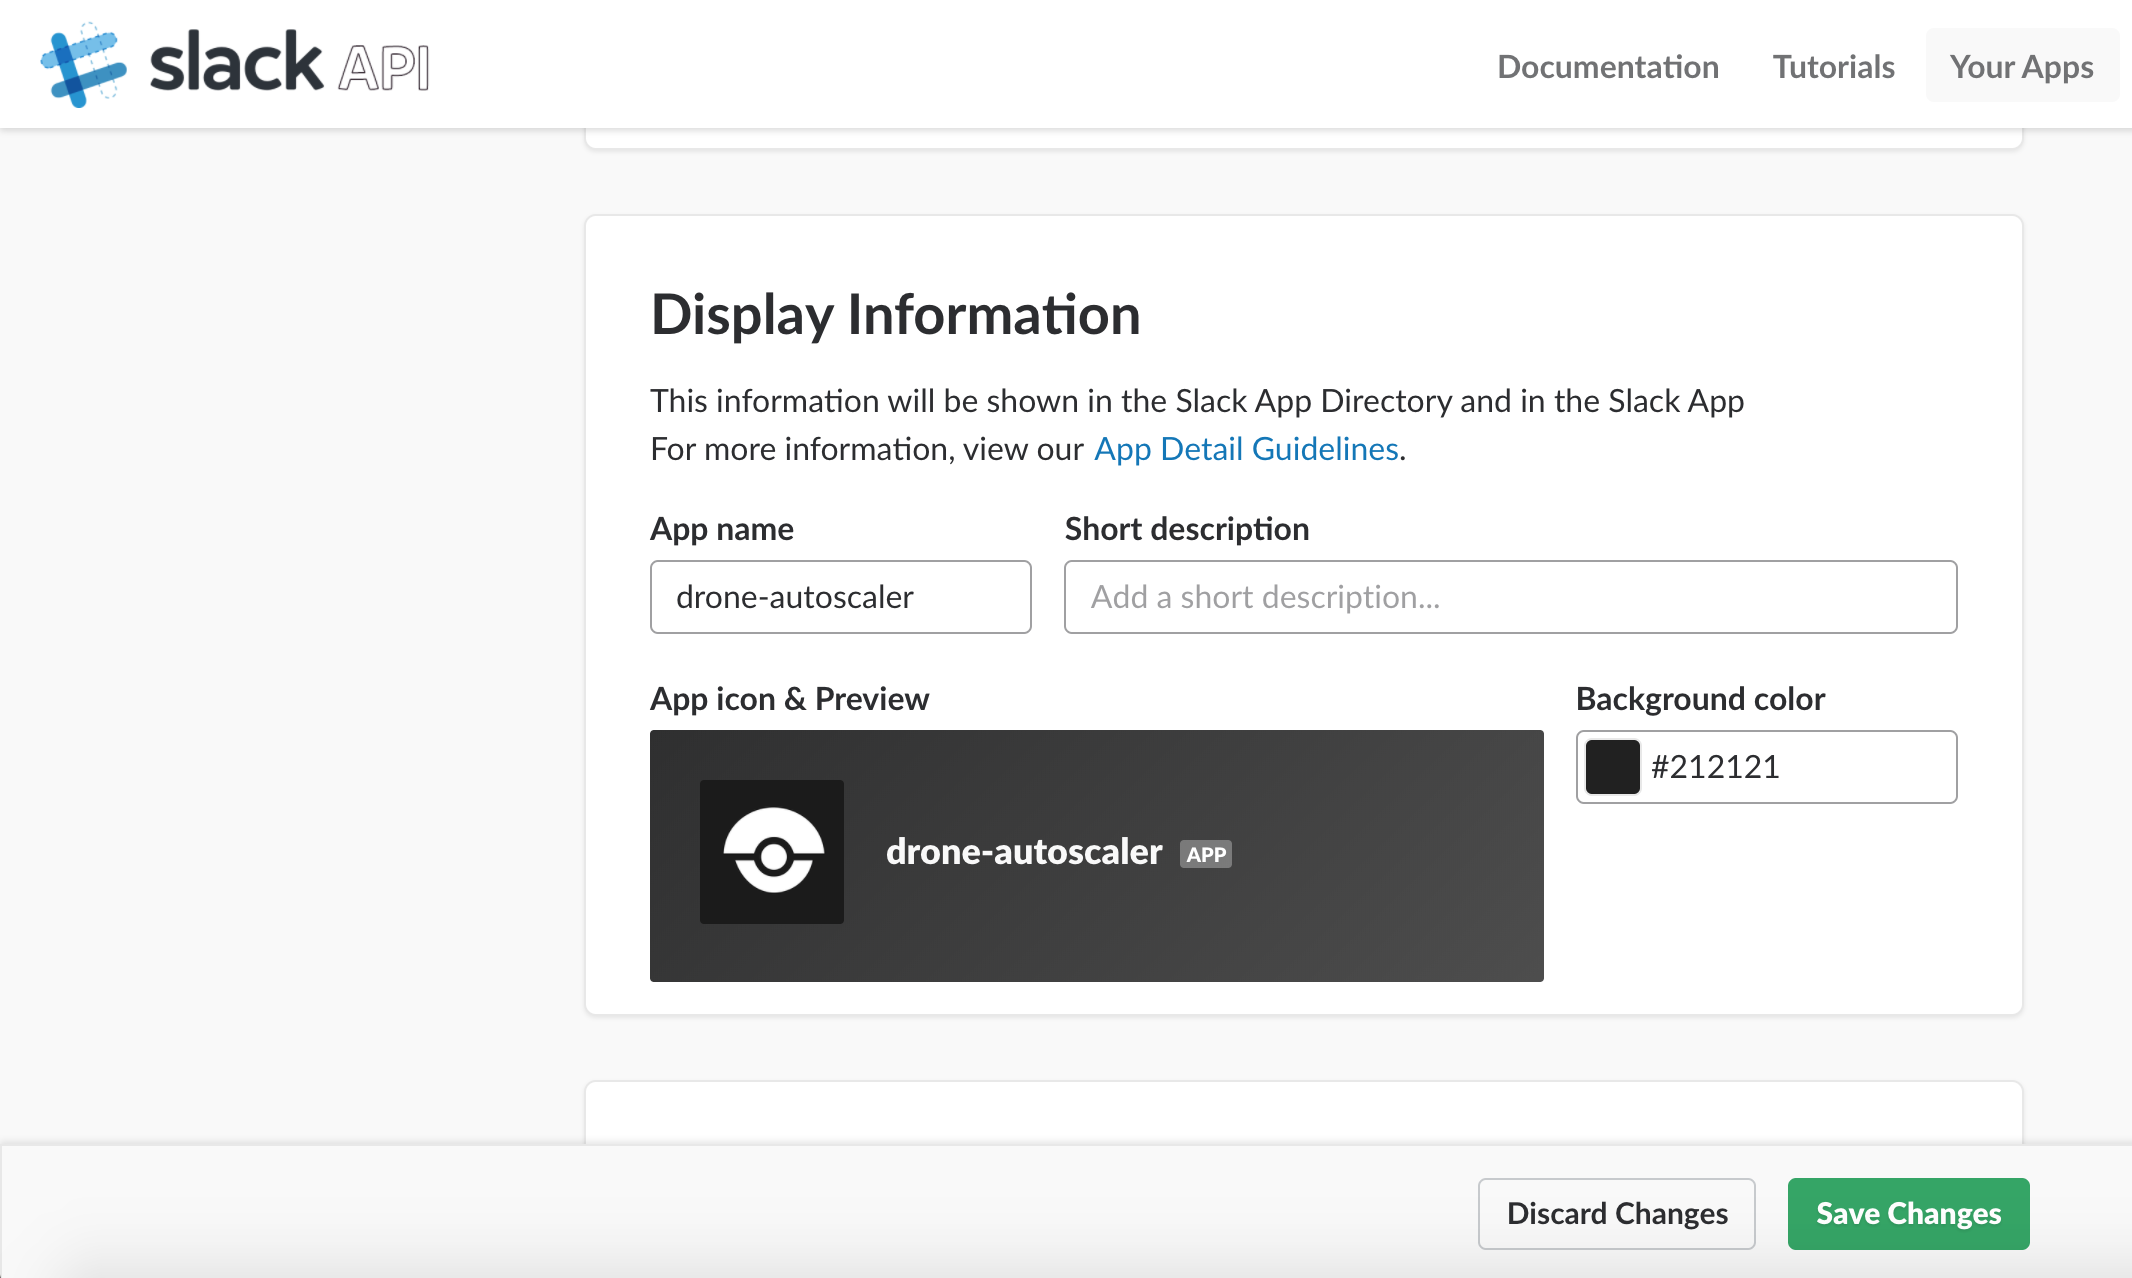 slack API
Documentation
Tutorials
Your Apps
Display Information
This information will be shown in the Slack App Directory and in the Slack App
For more information, view our App Detail Guidelines.
App name
Short description
drone-autoscaler
Add a short description...
App icon & Preview
Background color
#212121
drone-autoscaler APP
Discard Changes
Save Changes